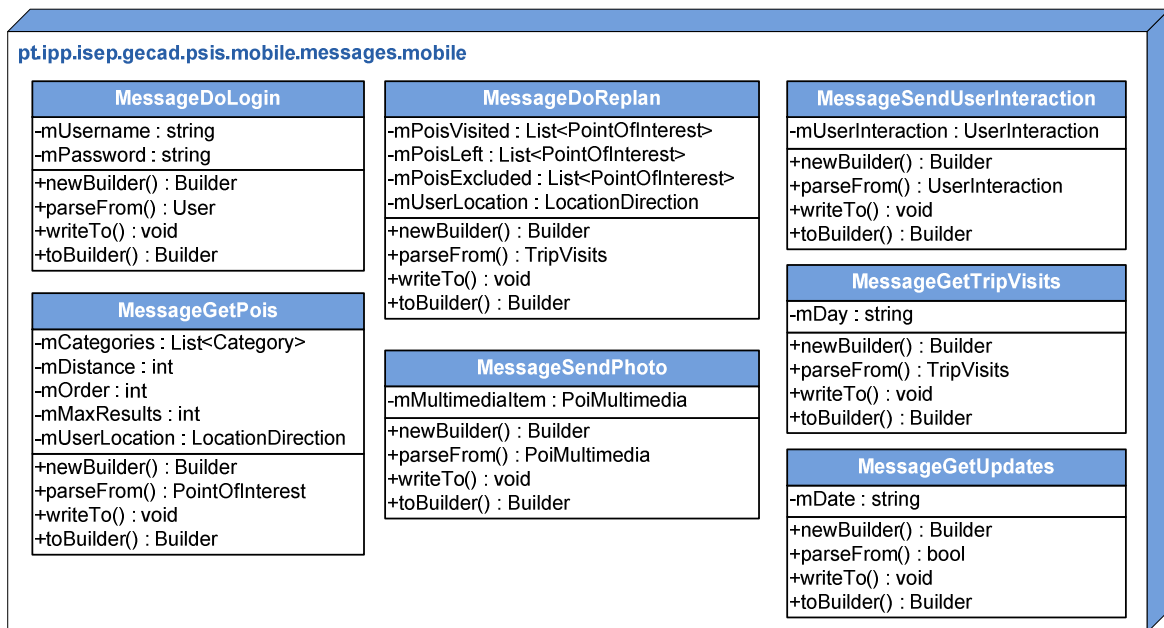 pt.ipp.isep.gecad.psis.mobile.messages.mobile
MessageDoLogin
-mUsername : string
-mPassword : string
+newBuilder() : Builder
+parseFrom() : User
+writeTo() : void
+toBuilder() : Builder
MessageGetPois
-mCategories : List<Category>
-mDistance : int
-mOrder : int
-mMaxResults : int
-mUserLocation : LocationDirection
+newBuilder() : Builder
+parseFrom() : PointOfInterest
+writeTo() : void
+toBuilder() : Builder
MessageDoReplan
-mPoisVisited : List<PointOfInterest>
-mPoisLeft : List<PointOfInterest>
-mPoisExcluded : List<PointOfInterest>
-mUserLocation : LocationDirection
+newBuilder() : Builder
+parseFrom() : TripVisits
+writeTo() : void
+toBuilder() : Builder
MessageSendPhoto
-mMultimediaItem : PoiMultimedia
+newBuilder() : Builder
+parseFrom() : PoiMultimedia
+writeTo() : void
+toBuilder() : Builder
MessageSendUserInteraction
-mUserInteraction : UserInteraction
+newBuilder() : Builder
+parseFrom() : UserInteraction
+writeTo() : void
+toBuilder() : Builder
MessageGetTripVisits
-mDay : string
+newBuilder() : Builder
+parseFrom() : TripVisits
+writeTo() : void
+toBuilder() : Builder
MessageGetUpdates
-mDate : string
+newBuilder() : Builder
+parseFrom() : bool
+writeTo() : void
+toBuilder() : Builder